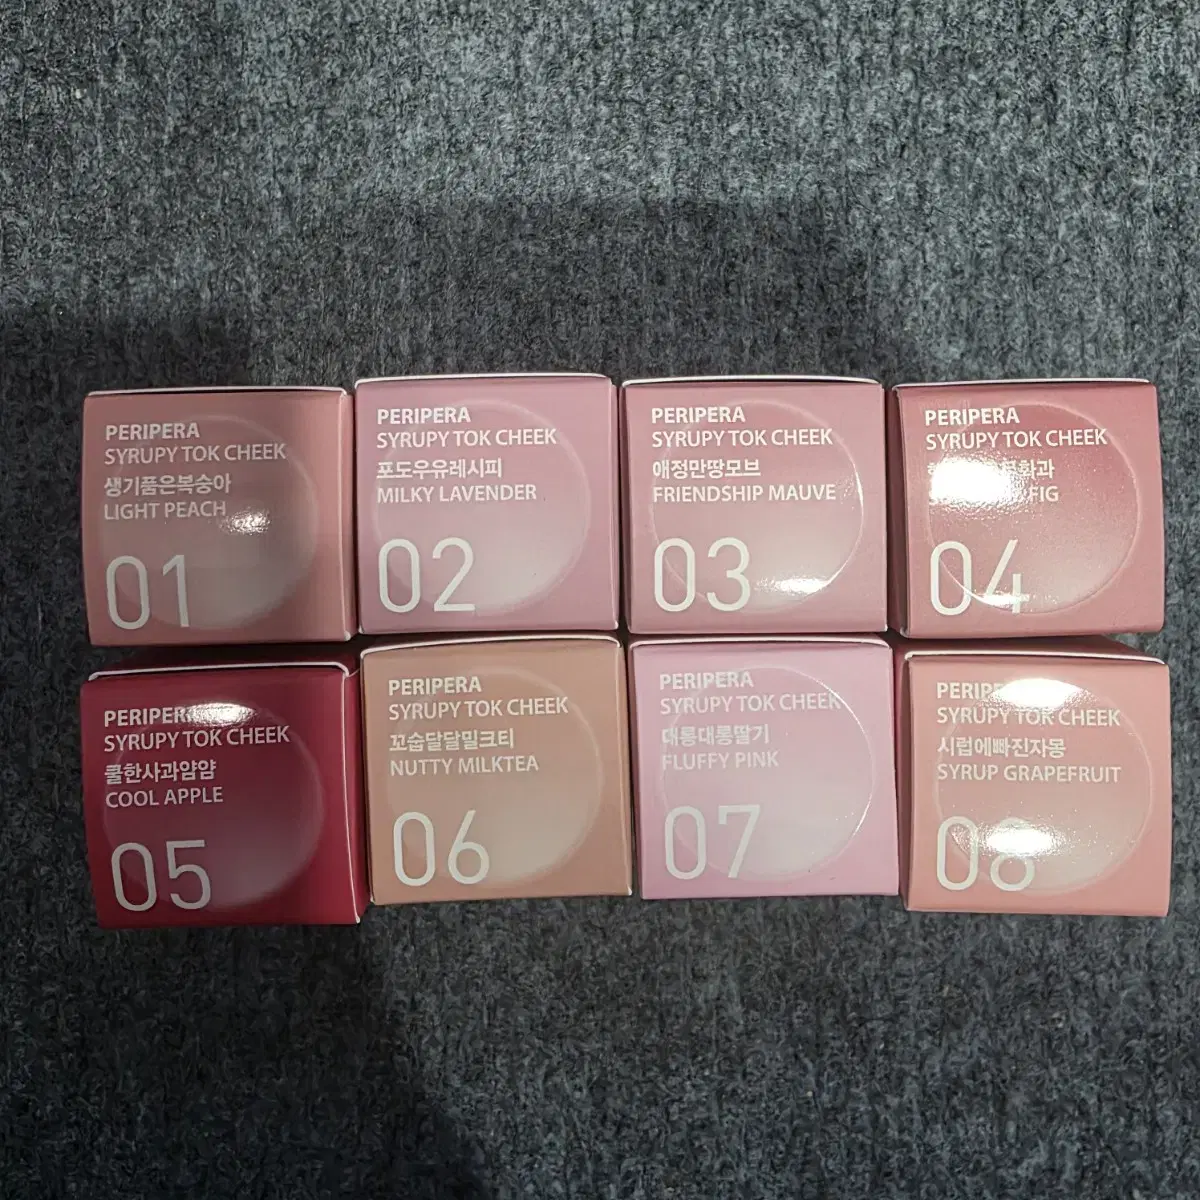 PERIPERA
SYRUPY TOK CHEEK
생기품은복숭아
LIGHT PEACH
01
PERIPERA
SYRUPY TOK CHEEK
포도우유레시피
MILKY LAVENDER
02
PERIPERA
SYRUPY TOK CHEEK
애정만땅모브
FRIENDSHIP MAUVE
03
PERIPERA
SYRUPY TOK CHEEK
FIG
04
PERIPERA
SYRUPY TOK CHEEK
쿨한사과얌얌
COOL APPLE
05
PERIPERA
SYRUPY TOK CHEEK
꼬숩달달밀크티
NUTTY MILKTEA
06
PERIPERA
SYRUPY TOK CHEEK
대롱대롱딸기
FLUFFY PINK
07
PERIPERA
SYRUPY TOK CHEEK
시럽에빠진자몽
SYRUP GRAPEFRUIT
08